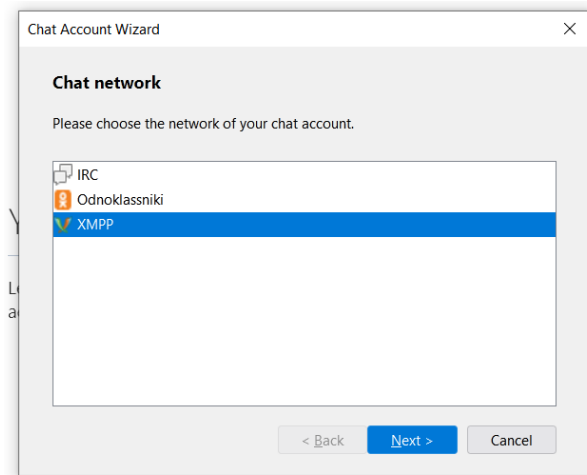 Chat Account Wizard
Chat network
Please choose the network of your chat account.
IRC
Odnoklassniki
XMPP
< Back
Next >
Cancel